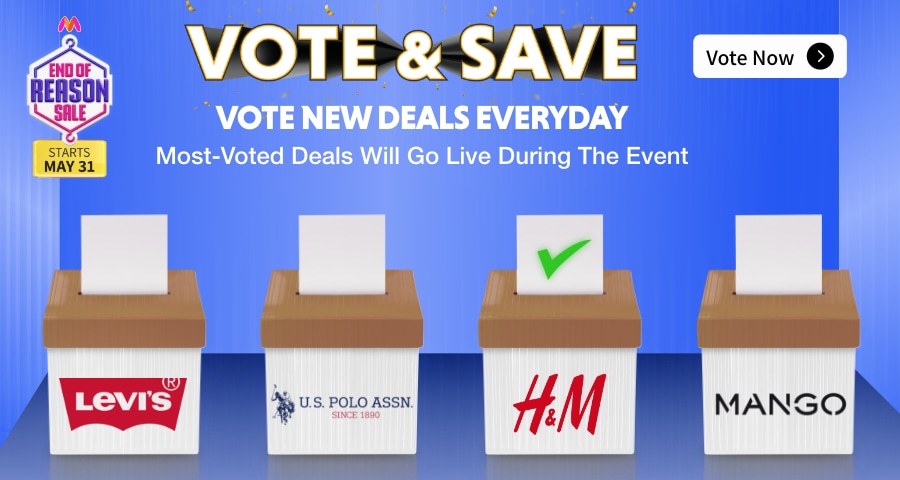 VOTE & SAVE
Vote Now
END OF
REASON
SALE
STARTS
MAY 31
VOTE NEW DEALS EVERYDAY
Most-Voted Deals Will Go Live During The Event
LEVI'S®
U.S. POLO ASSN.
SINCE 1890
H&M
MANGO